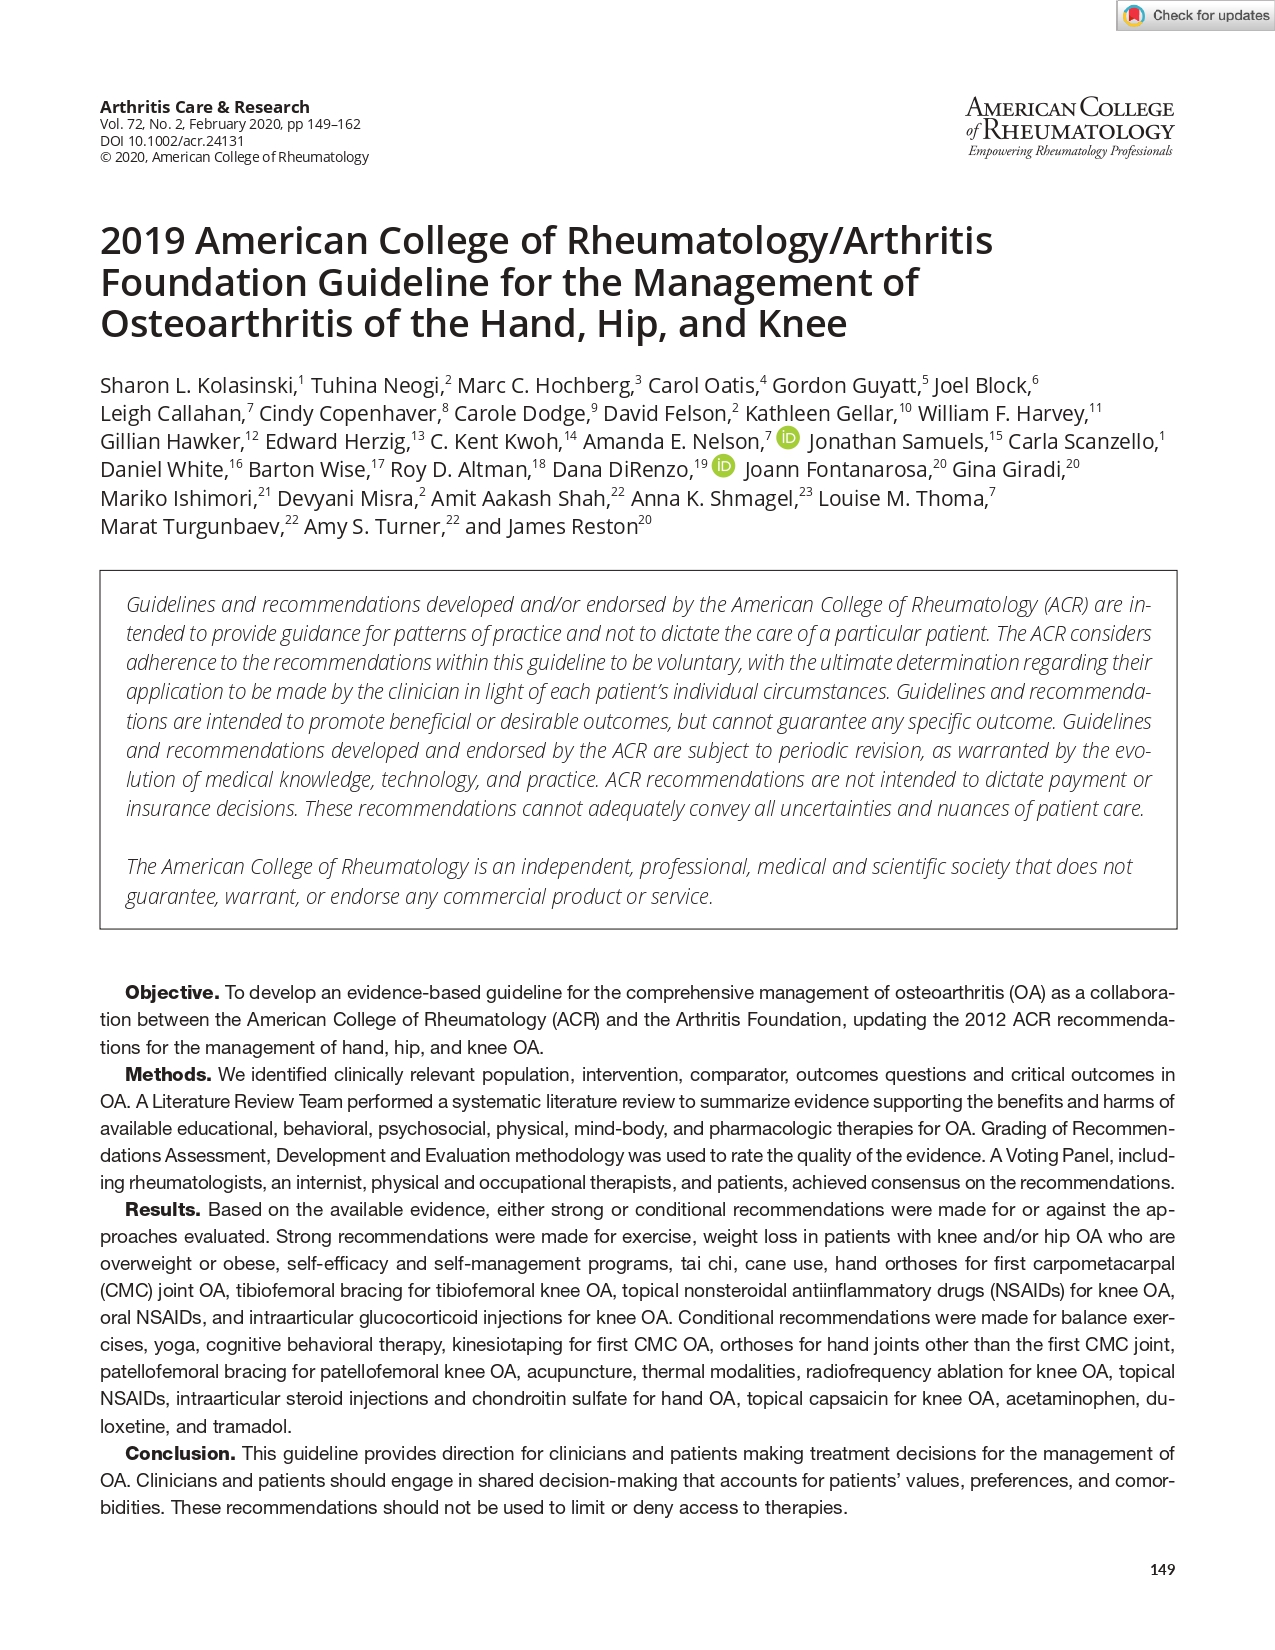 Check for updates
Arthritis Care & Research
Vol. 72, No. 2, February 2020, pp 149–162
DOI 10.1002/acr.24131
© 2020, American College of Rheumatology
AMERICAN COLLEGE
of RHEUMATOLOGY
Empowering Rheumatology Professionals
2019 American College of Rheumatology/Arthritis
Foundation Guideline for the Management of
Osteoarthritis of the Hand, Hip, and Knee
Sharon L. Kolasinski,1 Tuhina Neogi,2 Marc C. Hochberg,3 Carol Oatis,4 Gordon Guyatt,5 Joel Block,6
Leigh Callahan,7 Cindy Copenhaver,8 Carole Dodge,9 David Felson,2 Kathleen Gellar,10 William F. Harvey,11
Gillian Hawker,12 Edward Herzig,13 C. Kent Kwoh,14 Amanda E. Nelson,7 iD Jonathan Samuels,15 Carla Scanzello,1
Daniel White,16 Barton Wise,17 Roy D. Altman,18 Dana DiRenzo,19 iD Joann Fontanarosa,20 Gina Giradi,20
Mariko Ishimori,21 Devyani Misra,2 Amit Aakash Shah,22 Anna K. Shmagel,23 Louise M. Thoma,7
Marat Turgunbaev,22 Amy S. Turner,22 and James Reston20
Guidelines and recommendations developed and/or endorsed by the American College of Rheumatology (ACR) are in-
tended to provide guidance for patterns of practice and not to dictate the care of a particular patient. The ACR considers
adherence to the recommendations within this guideline to be voluntary, with the ultimate determination regarding their
application to be made by the clinician in light of each patient’s individual circumstances. Guidelines and recommenda-
tions are intended to promote beneficial or desirable outcomes, but cannot guarantee any specific outcome. Guidelines
and recommendations developed and endorsed by the ACR are subject to periodic revision, as warranted by the evo-
lution of medical knowledge, technology, and practice. ACR recommendations are not intended to dictate payment or
insurance decisions. These recommendations cannot adequately convey all uncertainties and nuances of patient care.
The American College of Rheumatology is an independent, professional, medical and scientific society that does not
guarantee, warrant, or endorse any commercial product or service.
Objective. To develop an evidence-based guideline for the comprehensive management of osteoarthritis (OA) as a collabora-
tion between the American College of Rheumatology (ACR) and the Arthritis Foundation, updating the 2012 ACR recommenda-
tions for the management of hand, hip, and knee OA.
Methods. We identified clinically relevant population, intervention, comparator, outcomes questions and critical outcomes in
OA. A Literature Review Team performed a systematic literature review to summarize evidence supporting the benefits and harms of
available educational, behavioral, psychosocial, physical, mind-body, and pharmacologic therapies for OA. Grading of Recommen-
dations Assessment, Development and Evaluation methodology was used to rate the quality of the evidence. A Voting Panel, includ-
ing rheumatologists, an internist, physical and occupational therapists, and patients, achieved consensus on the recommendations.
Results. Based on the available evidence, either strong or conditional recommendations were made for or against the ap-
proaches evaluated. Strong recommendations were made for exercise, weight loss in patients with knee and/or hip OA who are
overweight or obese, self-efficacy and self-management programs, tai chi, cane use, hand orthoses for first carpometacarpal
(CMC) joint OA, tibiofemoral bracing for tibiofemoral knee OA, topical nonsteroidal antiinflammatory drugs (NSAIDs) for knee OA,
oral NSAIDs, and intraarticular glucocorticoid injections for knee OA. Conditional recommendations were made for balance exer-
cises, yoga, cognitive behavioral therapy, kinesiotaping for first CMC OA, orthoses for hand joints other than the first CMC joint,
patellofemoral bracing for patellofemoral knee OA, acupuncture, thermal modalities, radiofrequency ablation for knee OA, topical
NSAIDs, intraarticular steroid injections and chondroitin sulfate for hand OA, topical capsaicin for knee OA, acetaminophen, du-
loxetine, and tramadol.
Conclusion. This guideline provides direction for clinicians and patients making treatment decisions for the management of
OA. Clinicians and patients should engage in shared decision-making that accounts for patients’ values, preferences, and comor-
bidities. These recommendations should not be used to limit or deny access to therapies.
149